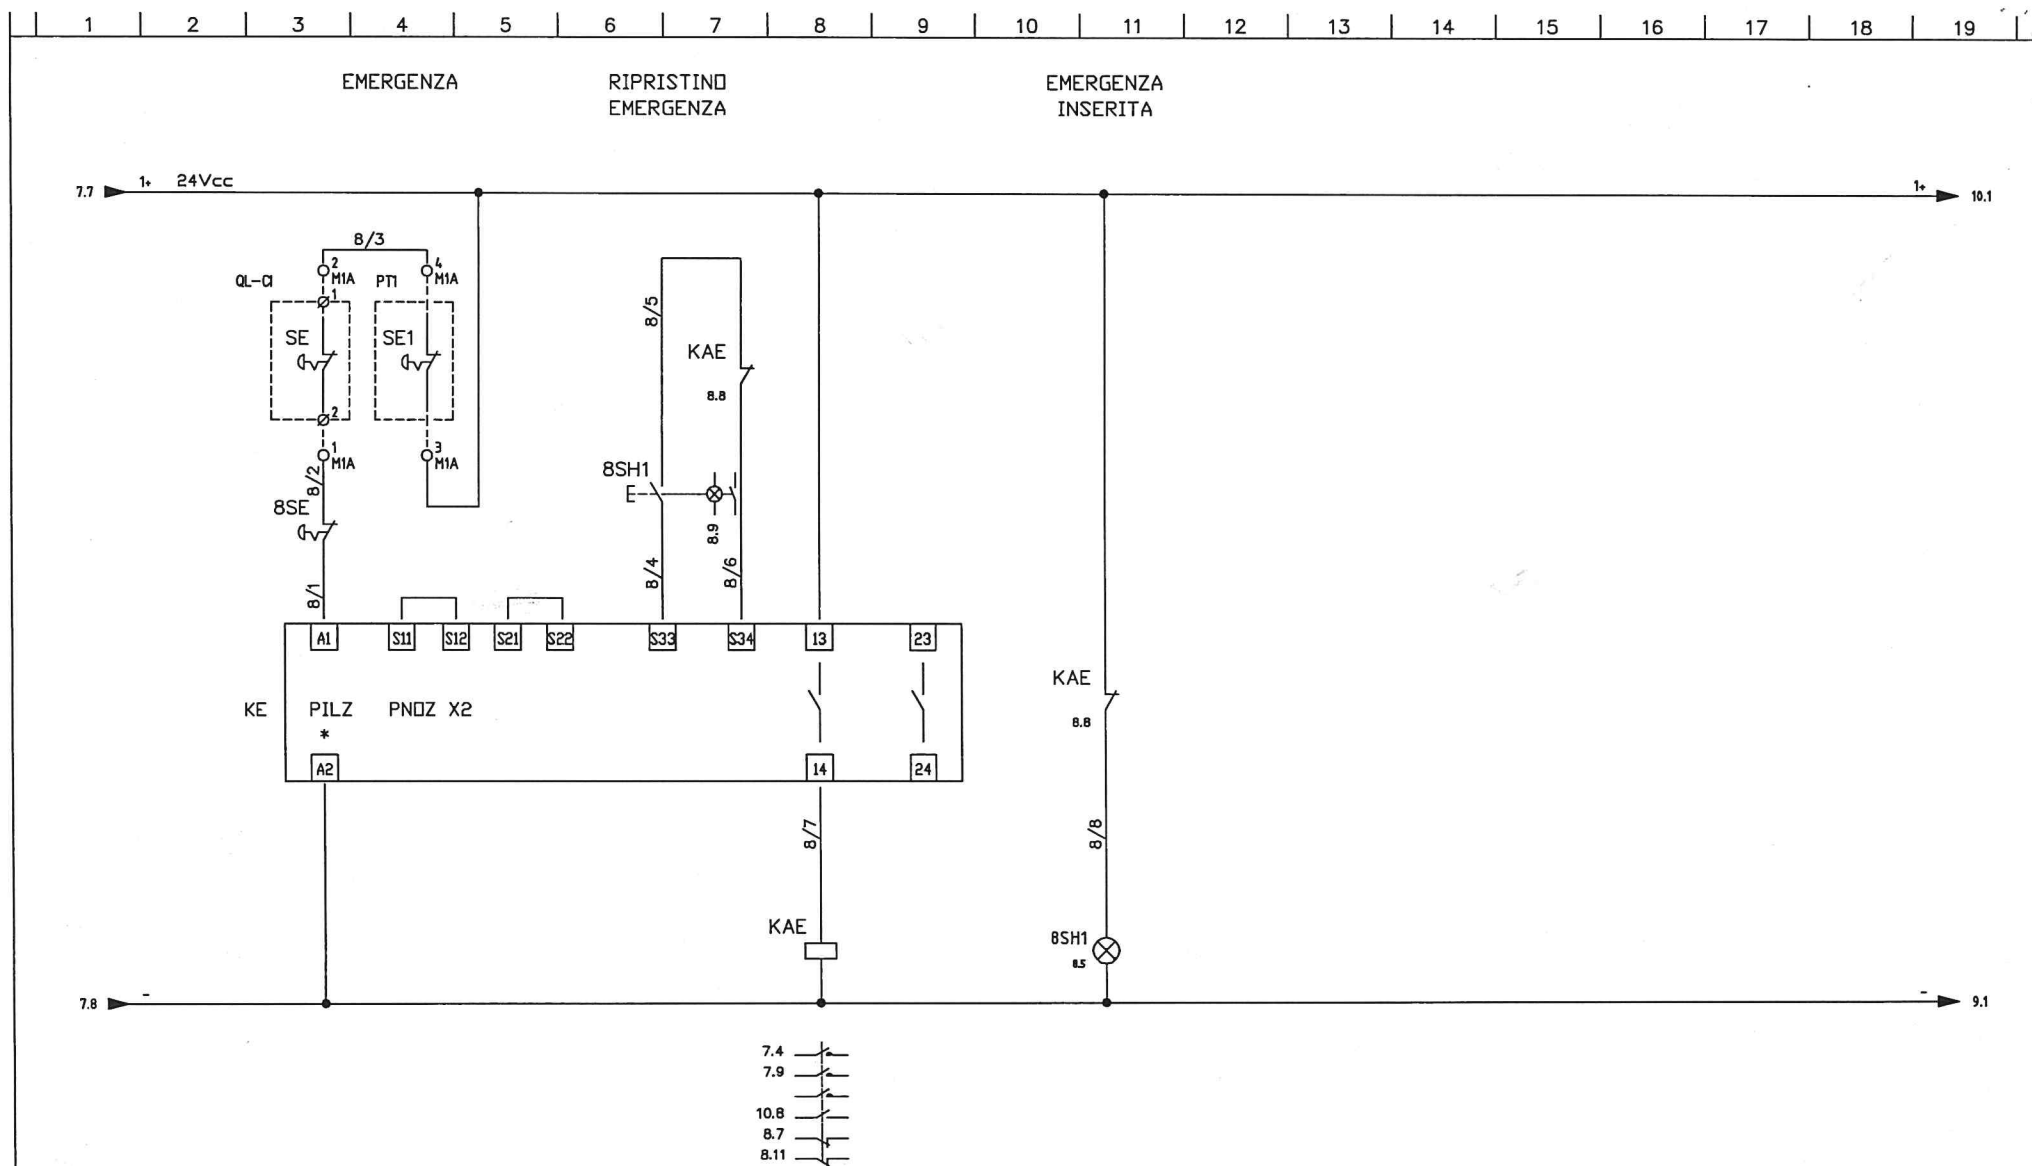 1 2 3 4 5 6 7 8 9 10 11 12 13 14 15 16 17 18 19
EMERGENZA
RIPRISTINO
EMERGENZA
EMERGENZA
INSERITA
7.7 1+ 24Vcc
1+ 10.1
8/3
2 M1A
4 M1A
QL-CI
PT1
1
SE
SE1
2
1 M1A
3 M1A
8/2
8SE
8/1
8/5
KAE
8.8
8SH1
8.9
8/4
8/6
A1 S11 S12 S21 S22 S33 S34 13 23
KE PILZ PNOZ X2
*
A2 14 24
KAE
8.8
8/7
8/8
KAE
8SH1
8.5
7.8 -
- 9.1
7.4
7.9
10.8
8.7
8.11